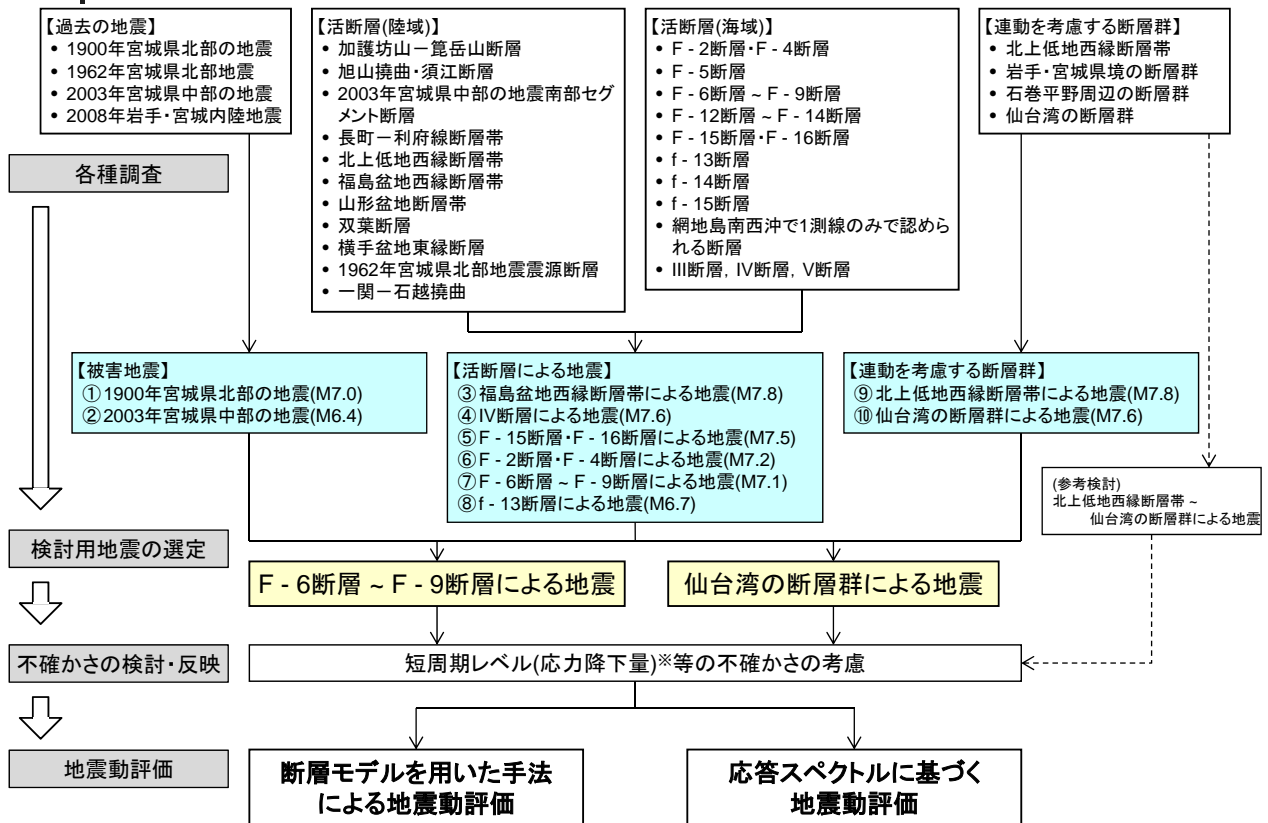 【過去の地震】
• 1900年宮城県北部の地震
• 1962年宮城県北部地震
• 2003年宮城県中部の地震
• 2008年岩手・宮城内陸地震
【活断層(陸域)】
• 加護坊山－箟岳山断層
• 旭山撓曲・須江断層
• 2003年宮城県中部の地震南部セグ
メント断層
• 長町－利府線断層帯
• 北上低地西縁断層帯
• 福島盆地西縁断層帯
• 山形盆地断層帯
• 双葉断層
• 横手盆地東縁断層
• 1962年宮城県北部地震震源断層
• 一関－石越撓曲
【活断層(海域)】
• F - 2断層・F - 4断層
• F - 5断層
• F - 6断層 ~ F - 9断層
• F - 12断層 ~ F - 14断層
• F - 15断層・F - 16断層
• f - 13断層
• f - 14断層
• f - 15断層
• 網地島南西沖で1測線のみで認めら
れる断層
• III断層, IV断層, V断層
【連動を考慮する断層群】
• 北上低地西縁断層帯
• 岩手・宮城県境の断層群
• 石巻平野周辺の断層群
• 仙台湾の断層群
各種調査
【被害地震】
①1900年宮城県北部の地震(M7.0)
②2003年宮城県中部の地震(M6.4)
【活断層による地震】
③福島盆地西縁断層帯による地震(M7.8)
④IV断層による地震(M7.6)
⑤F - 15断層・F - 16断層による地震(M7.5)
⑥F - 2断層・F - 4断層による地震(M7.2)
⑦F - 6断層 ~ F - 9断層による地震(M7.1)
⑧f - 13断層による地震(M6.7)
【連動を考慮する断層群】
⑨北上低地西縁断層帯による地震(M7.8)
⑩仙台湾の断層群による地震(M7.6)
(参考検討)
北上低地西縁断層帯 ~
仙台湾の断層群による地震
検討用地震の選定
F - 6断層 ~ F - 9断層による地震
仙台湾の断層群による地震
不確かさの検討・反映
短周期レベル(応力降下量)※等の不確かさの考慮
地震動評価
断層モデルを用いた手法
による地震動評価
応答スペクトルに基づく
地震動評価